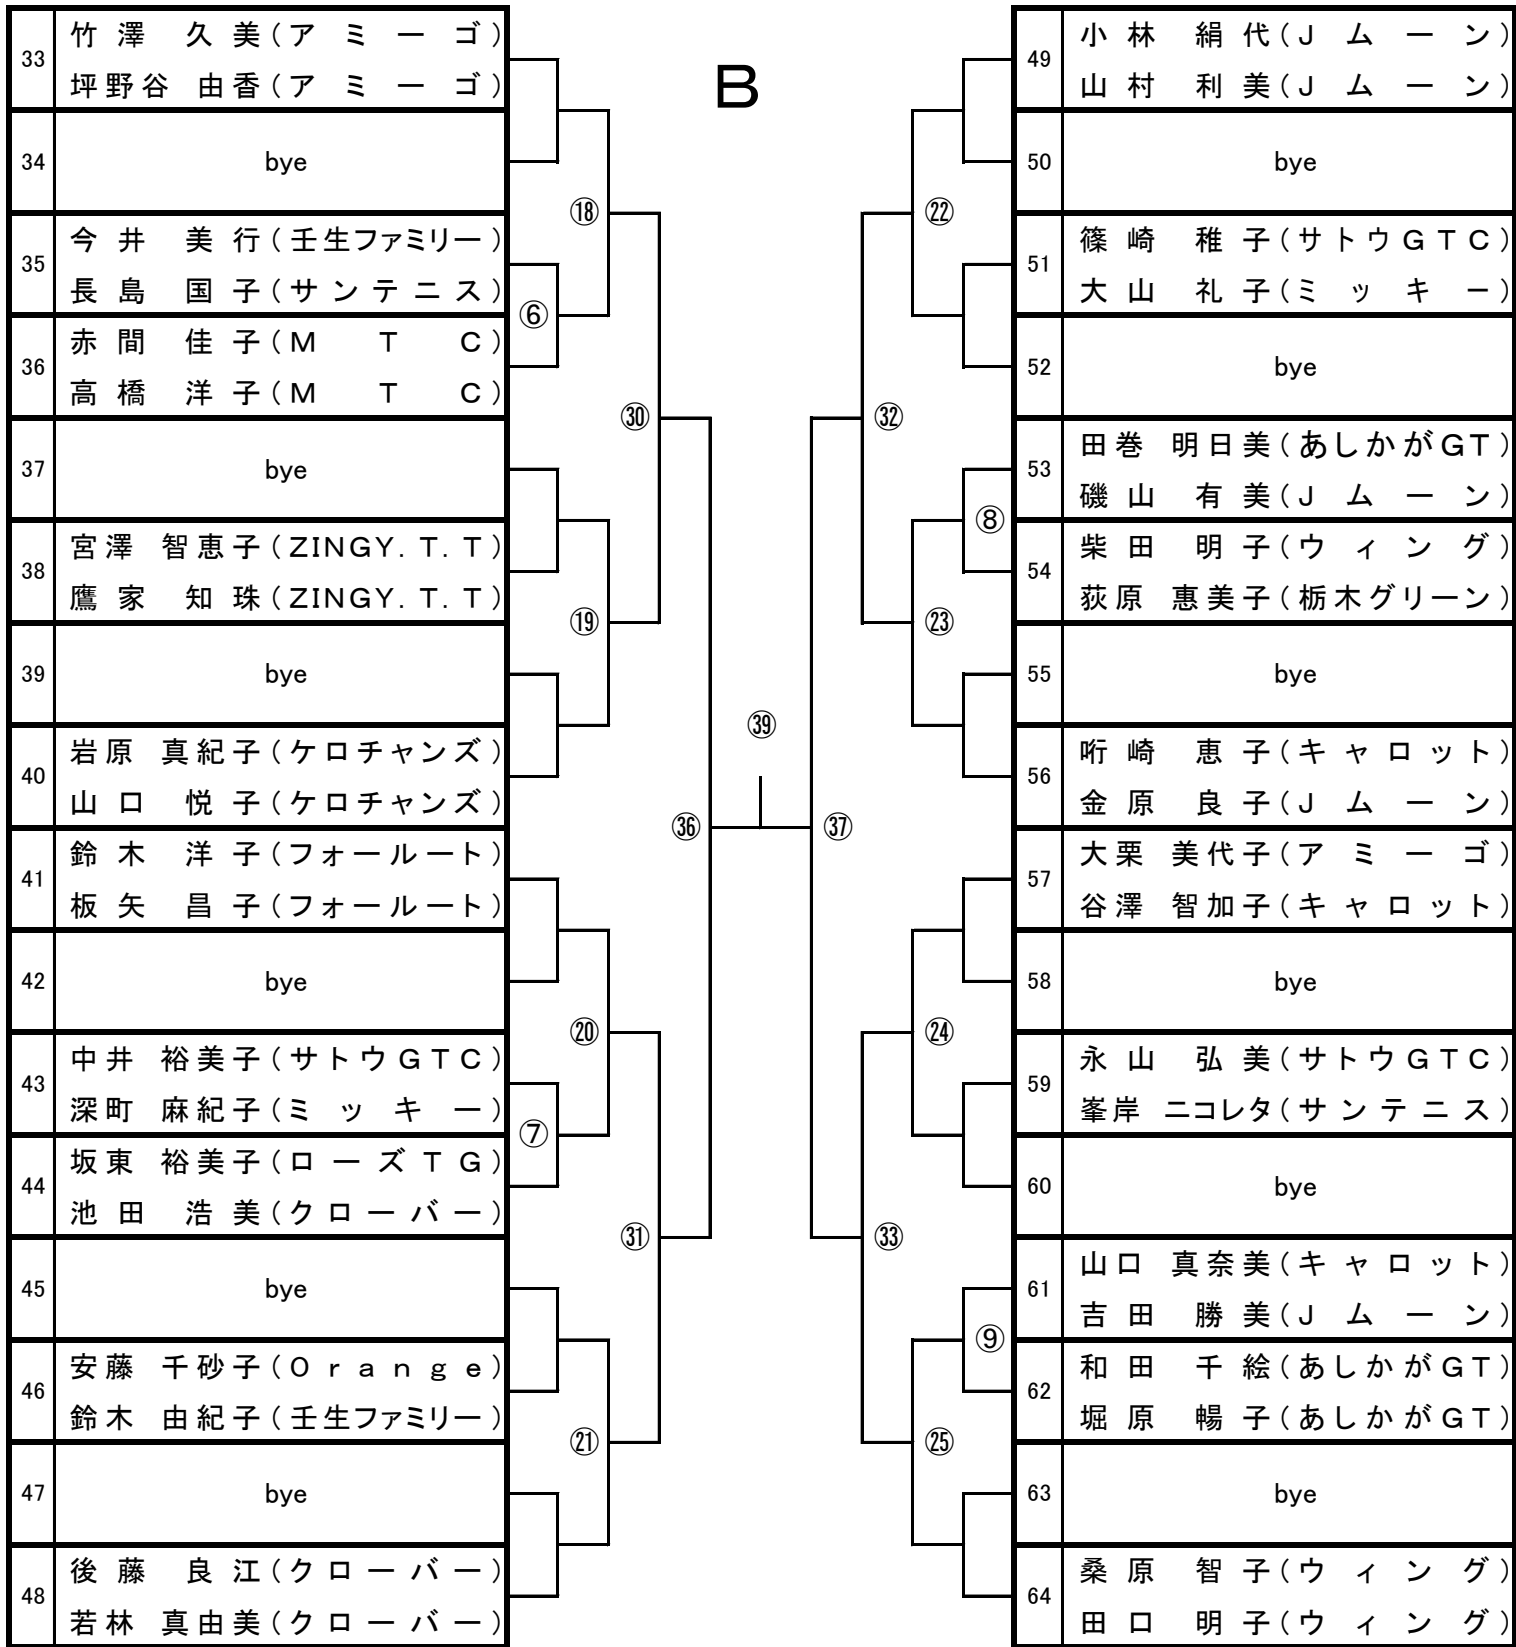 B
33
竹澤 久美(アミーゴ)
坪野谷 由香(アミーゴ)
34
bye
35
今井 美行(壬生ファミリー)
長島 国子(サンテニス)
36
赤間 佳子(MTC)
高橋 洋子(MTC)
37
bye
38
宮澤 智恵子(ZINGY.T.T)
鷹家 知珠(ZINGY.T.T)
39
bye
40
岩原 真紀子(ケロチャンズ)
山口 悦子(ケロチャンズ)
41
鈴木 洋子(フォールート)
板矢 昌子(フォールート)
42
bye
43
中井 裕美子(サトウGTC)
深町 麻紀子(ミッキー)
44
坂東 裕美子(ローズTG)
池田 浩美(クローバー)
45
bye
46
安藤 千砂子(Orange)
鈴木 由紀子(壬生ファミリー)
47
bye
48
後藤 良江(クローバー)
若林 真由美(クローバー)
⑥
⑦
⑱
⑲
⑳
㉑
㉚
㉛
㊱
㊴
㊲
㉜
㉝
㉒
㉓
㉔
㉕
⑧
⑨
49
小林 絹代(Jムーン)
山村 利美(Jムーン)
50
bye
51
篠崎 稚子(サトウGTC)
大山 礼子(ミッキー)
52
bye
53
田巻 明日美(あしかがGT)
磯山 有美(Jムーン)
54
柴田 明子(ウィング)
荻原 惠美子(栃木グリーン)
55
bye
56
哘崎 恵子(キャロット)
金原 良子(Jムーン)
57
大栗 美代子(アミーゴ)
谷澤 智加子(キャロット)
58
bye
59
永山 弘美(サトウGTC)
峯岸 ニコレタ(サンテニス)
60
bye
61
山口 真奈美(キャロット)
吉田 勝美(Jムーン)
62
和田 千絵(あしかがGT)
堀原 暢子(あしかがGT)
63
bye
64
桑原 智子(ウィング)
田口 明子(ウィング)